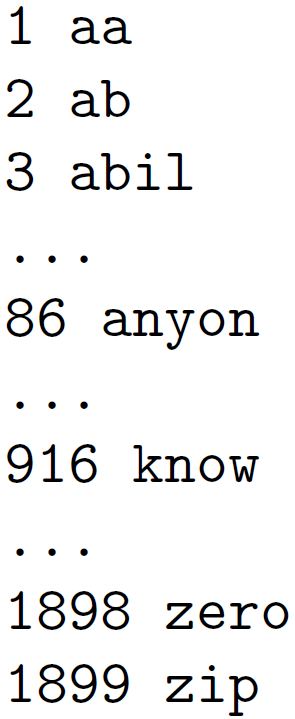 1 aa
2 ab
3 abil
...
86 anyon
...
916 know
...
1898 zero
1899 zip